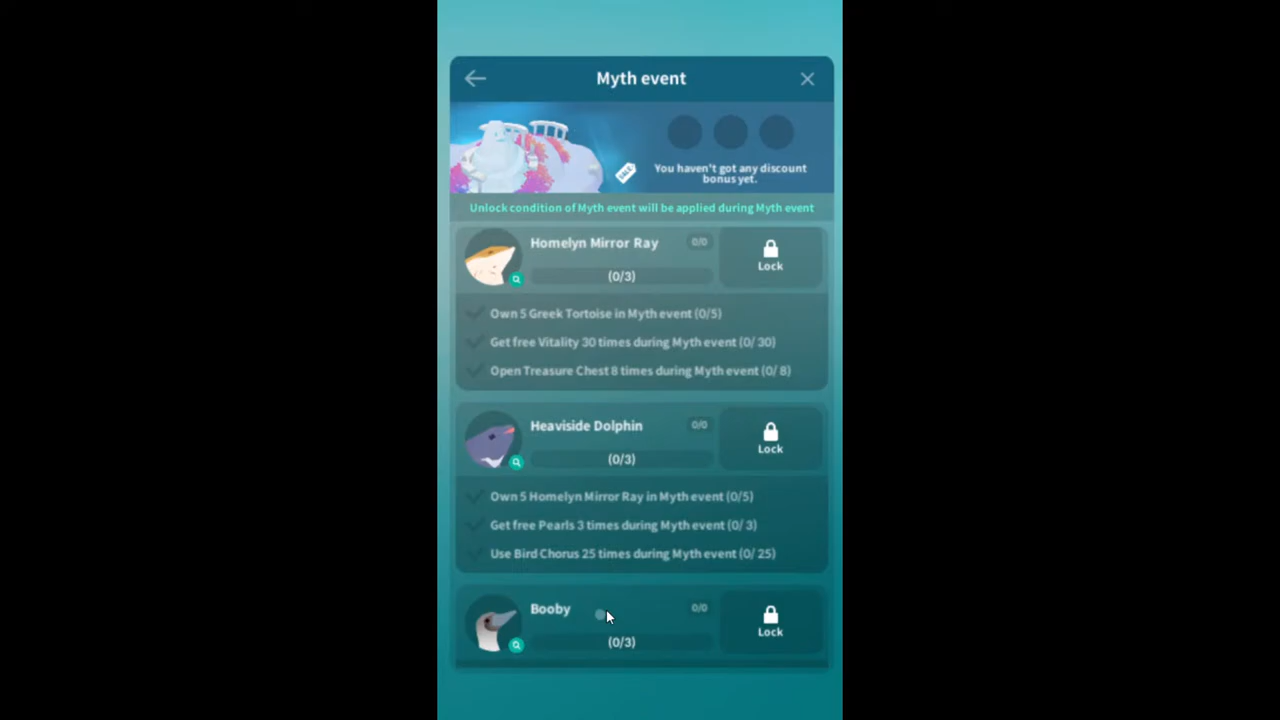 Myth event
SALE
You haven't got any discount
bonus yet.
Unlock condition of Myth event will be applied during Myth event
Homelyn Mirror Ray 0/0
(0/3)
Lock
Own 5 Greek Tortoise in Myth event (0/5)
Get free Vitality 30 times during Myth event (0/ 30)
Open Treasure Chest 8 times during Myth event (0/ 8)
Heaviside Dolphin 0/0
(0/3)
Lock
Own 5 Homelyn Mirror Ray in Myth event (0/5)
Get free Pearls 3 times during Myth event (0/ 3)
Use Bird Chorus 25 times during Myth event (0/ 25)
Booby 0/0
(0/3)
Lock